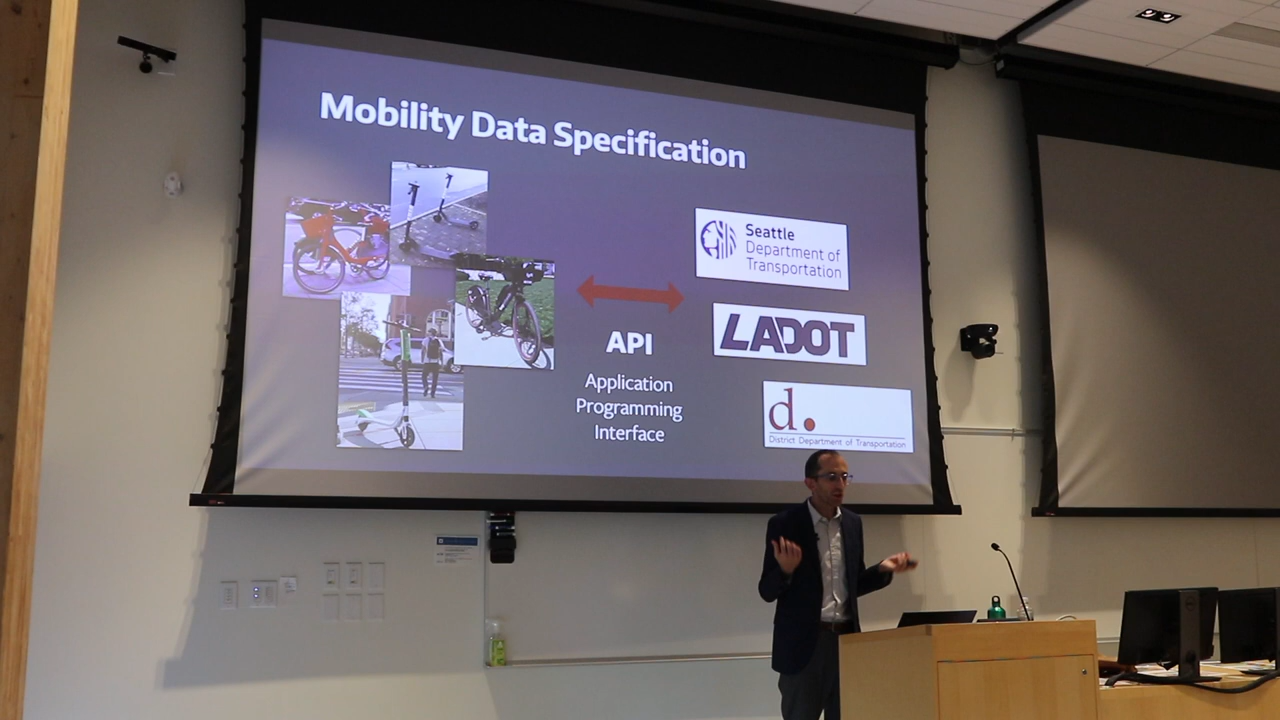 Mobility Data Specification
Seattle
Department of
Transportation
LADOT
API
Application
Programming
Interface
d.
District Department of Transportation